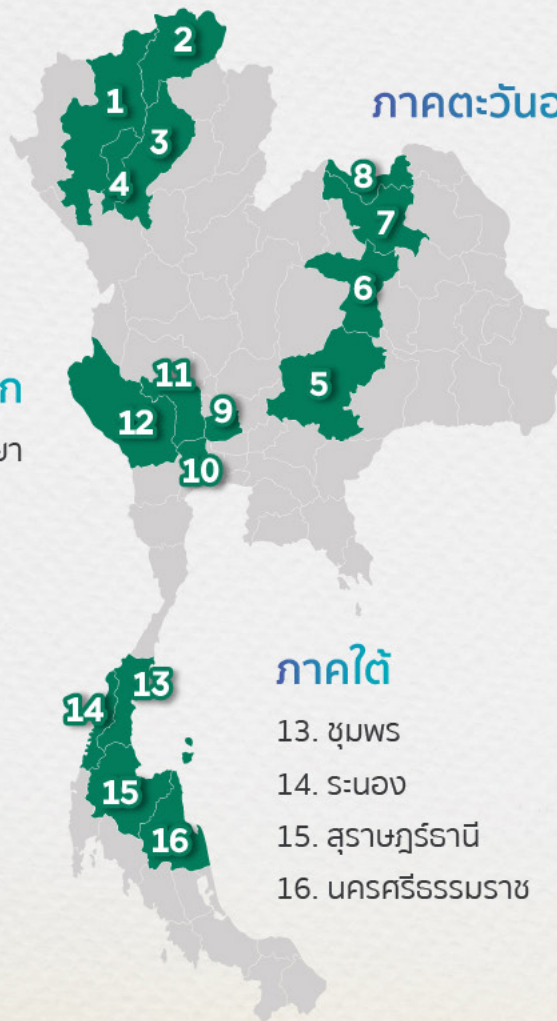 2
1
3
4
ภาคตะวันอ
8
7
6
5
ก
ยา
11
12
9
10
13
14
15
16
ภาคใต้
13. ชุมพร
14. ระนอง
15. สุราษฎร์ธานี
16. นครศรีธรรมราช